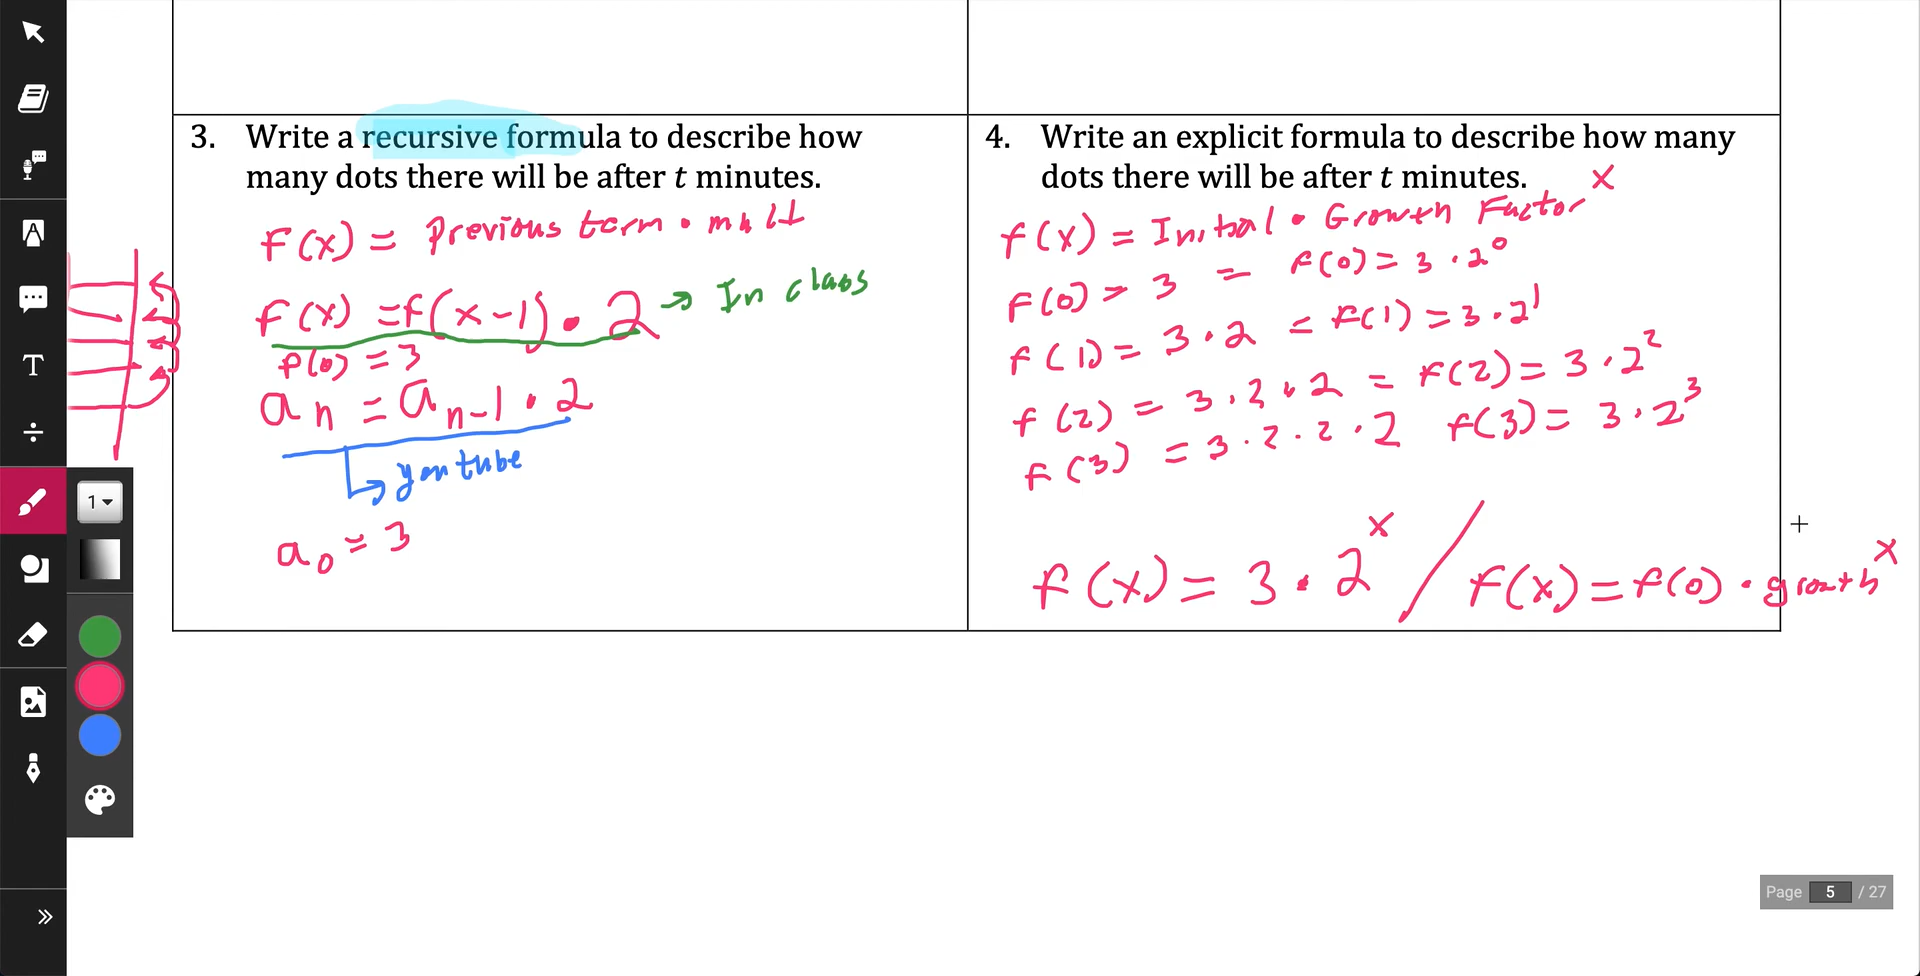 3. Write a recursive formula to describe how
many dots there will be after t minutes.
F(x) = Previous term • mult
f(x) = f(x-1) • 2 → In class
f(0) = 3
aₙ = aₙ₋₁ • 2
↳ youtube
a₀ = 3
4. Write an explicit formula to describe how many
dots there will be after t minutes.
f(x) = Initial • Growth Factorˣ
f(0) = 3 = f(0) = 3 · 2⁰
f(1) = 3 • 2 = f(1) = 3 · 2¹
f(2) = 3 · 2 · 2 = f(2) = 3 · 2²
f(3) = 3 · 2 · 2 · 2 f(3) = 3 · 2³
f(x) = 3 • 2ˣ / f(x) = f(0) • growthˣ
T
1
Page 5 / 27